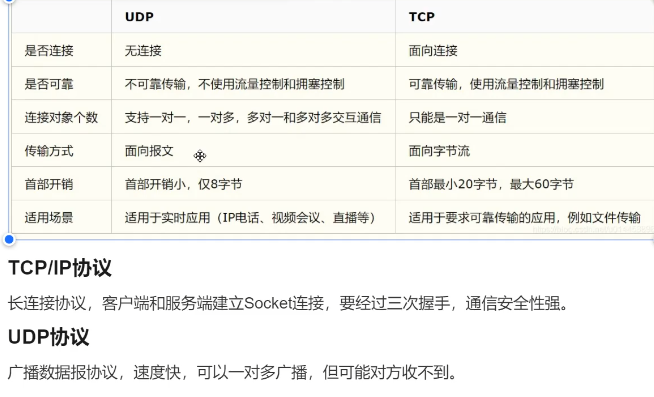 UDP TCP
是否连接 无连接 面向连接
是否可靠 不可靠传输，不使用流量控制和拥塞控制 可靠传输，使用流量控制和拥塞控制
连接对象个数 支持一对一，一对多，多对一和多对多交互通信 只能是一对一通信
传输方式 面向报文 面向字节流
首部开销 首部开销小，仅8字节 首部最小20字节，最大60字节
适用场景 适用于实时应用（IP电话、视频会议、直播等） 适用于要求可靠传输的应用，例如文件传输
TCP/IP协议
长连接协议，客户端和服务端建立Socket连接，要经过三次握手，通信安全性强。
UDP协议
广播数据报协议，速度快，可以一对多广播，但可能对方收不到。